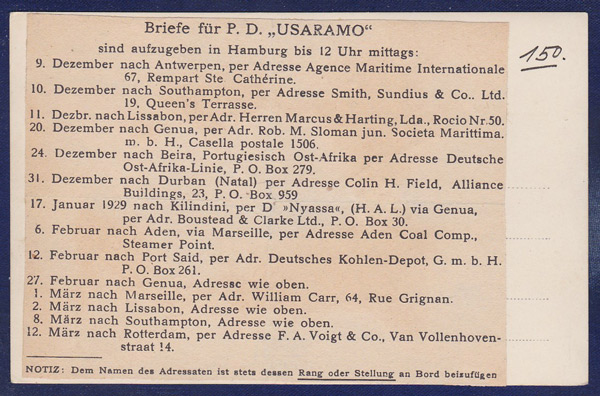 Briefe für P. D. „USARAMO“
sind aufzugeben in Hamburg bis 12 Uhr mittags:
9. Dezember nach Antwerpen, per Adresse Agence Maritime Internationale
67, Rempart Ste Cathérine.
10. Dezember nach Southampton, per Adresse Smith, Sundius & Co.. Ltd.
19, Queen's Terrasse.
11. Dezbr. nach Lissabon, per Adr. Herren Marcus & Harting, Lda., Rocio Nr. 50.
20. Dezember nach Genua, per Adr. Rob. M. Sloman jun. Societa Marittima.
m. b. H., Casella postale 1506.
24. Dezember nach Beira, Portugiesisch Ost-Afrika per Adresse Deutsche
Ost-Afrika-Linie, P. O. Box 279.
31. Dezember nach Durban (Natal) per Adresse Colin H. Field, Alliance
Buildings, 23, P. O. Box 959
17. Januar 1929 nach Kilindini, per D »Nyassa«, (H. A. L.) via Genua,
per Adr. Boustead & Clarke Ltd., P. O. Box 30.
6. Februar nach Aden, via Marseille, per Adresse Aden Coal Comp.,
Steamer Point.
12. Februar nach Port Said, per Adr. Deutsches Kohlen-Depot, G. m. b. H.
P. O. Box 261.
27. Februar nach Genua, Adresse wie oben.
1. März nach Marseille, per Adr. William Carr, 64, Rue Grignan.
2. März nach Lissabon, Adresse wie oben.
8. März nach Southampton, Adresse wie oben.
12. März nach Rotterdam, per Adresse F. A. Voigt & Co., Van Vollenhoven-
straat 14.
NOTIZ: Dem Namen des Adressaten ist stets dessen Rang oder Stellung an Bord beizufügen
150.